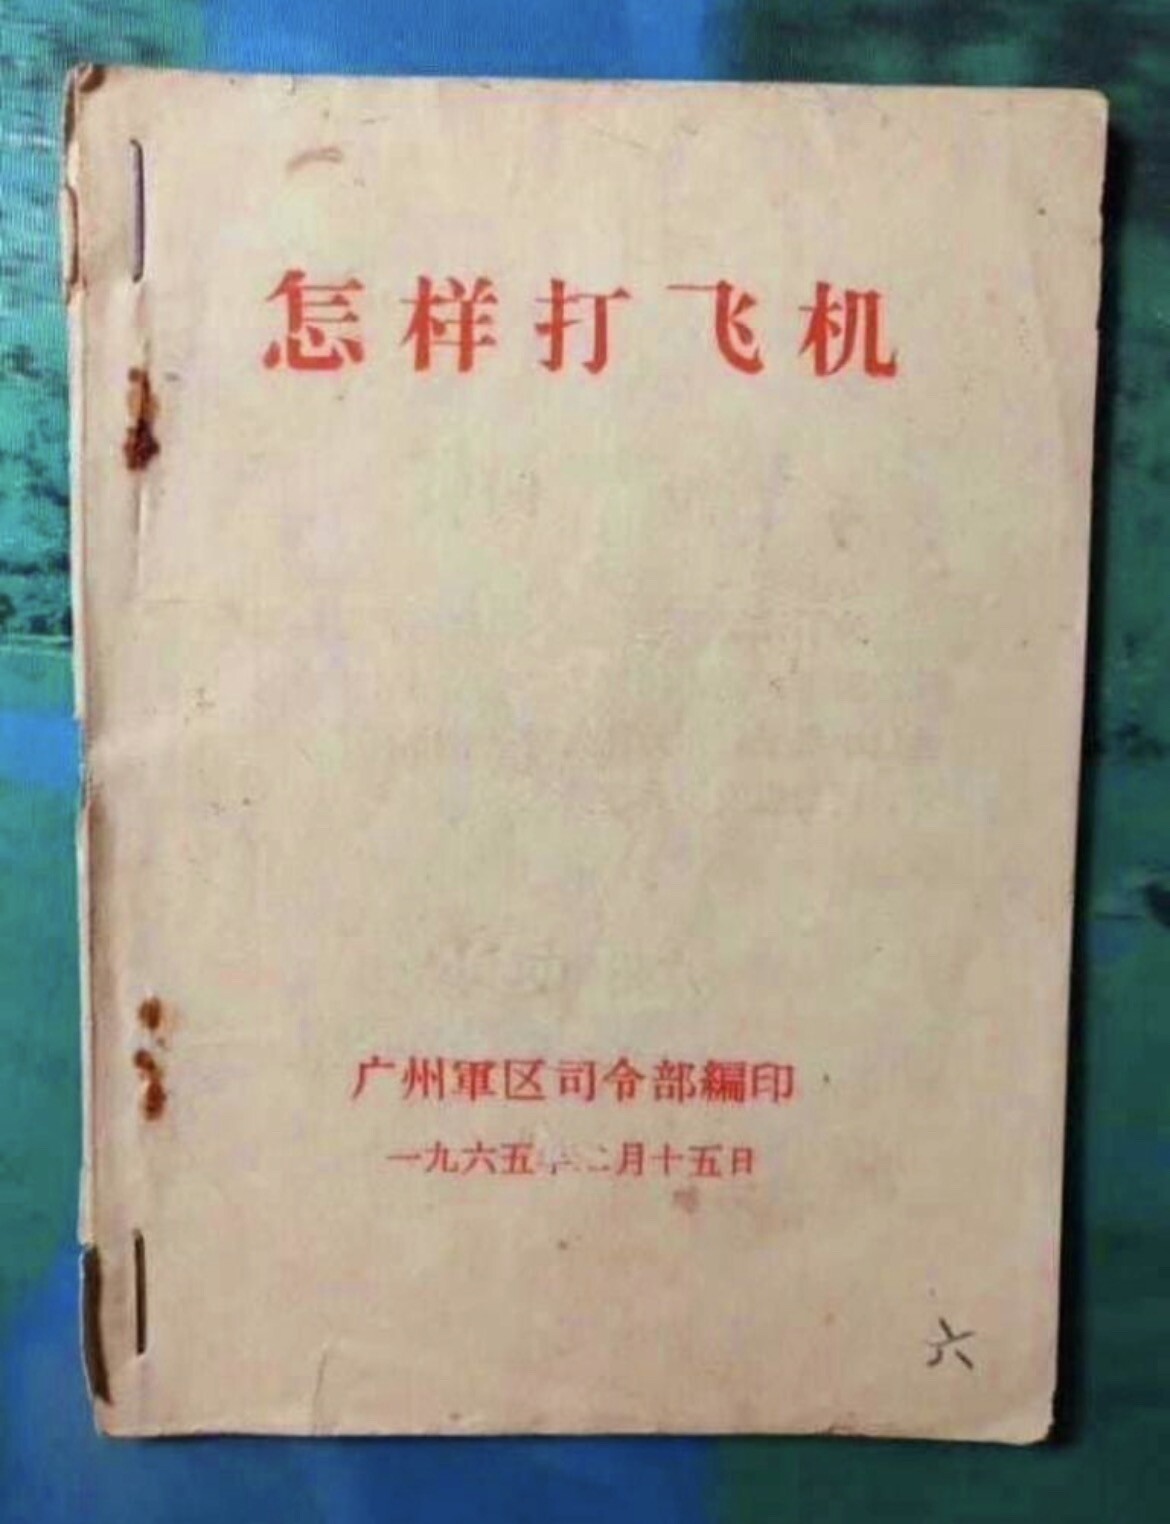 怎样打飞机
广州軍区司令部編印
一九六五年二月十五日
六